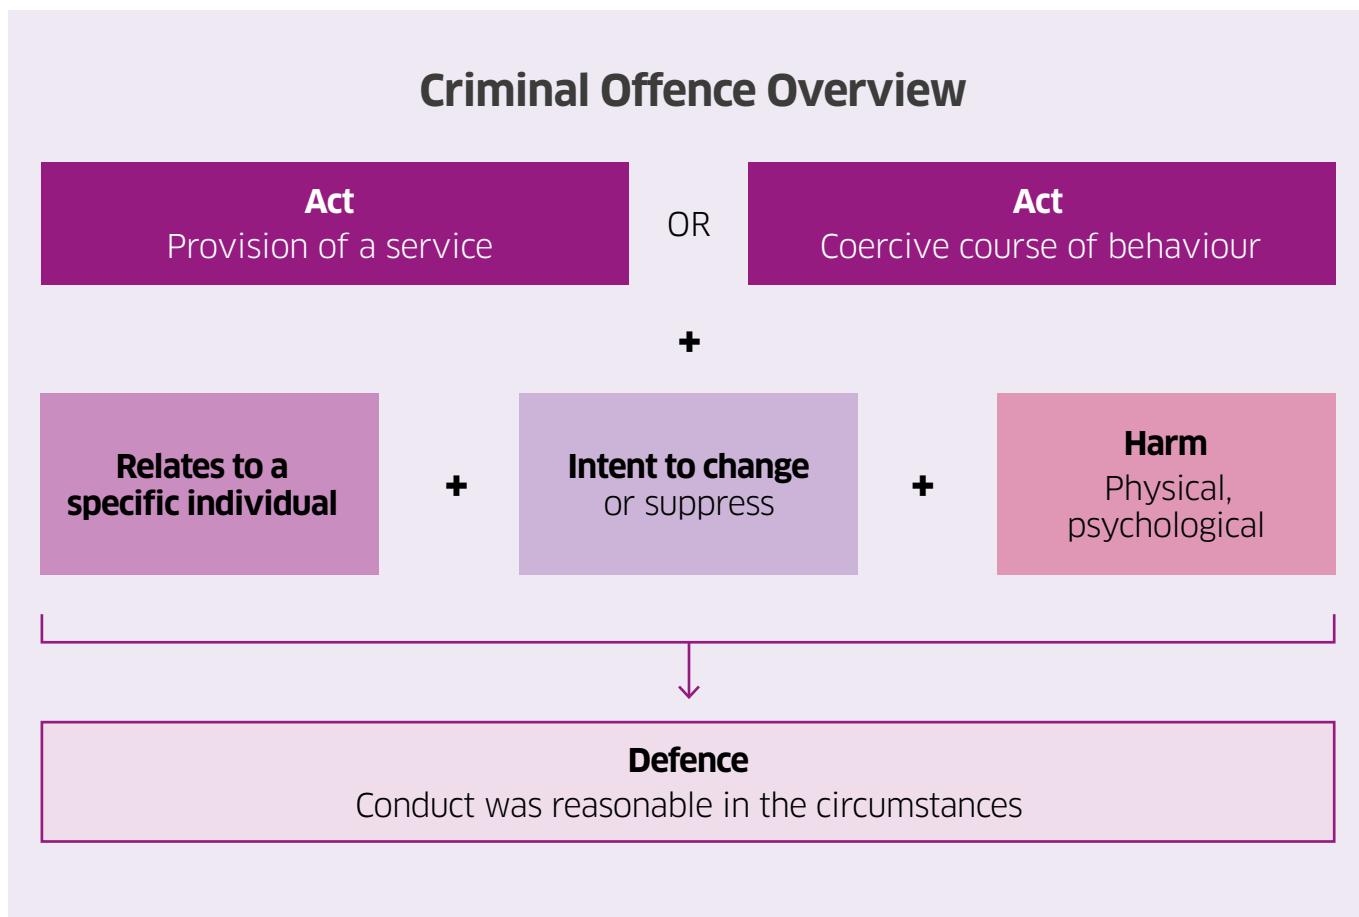 Criminal Offence Overview
Act
Provision of a service
OR
Act
Coercive course of behaviour
+
Relates to a
specific individual
+
Intent to change
or suppress
+
Harm
Physical,
psychological
Defence
Conduct was reasonable in the circumstances